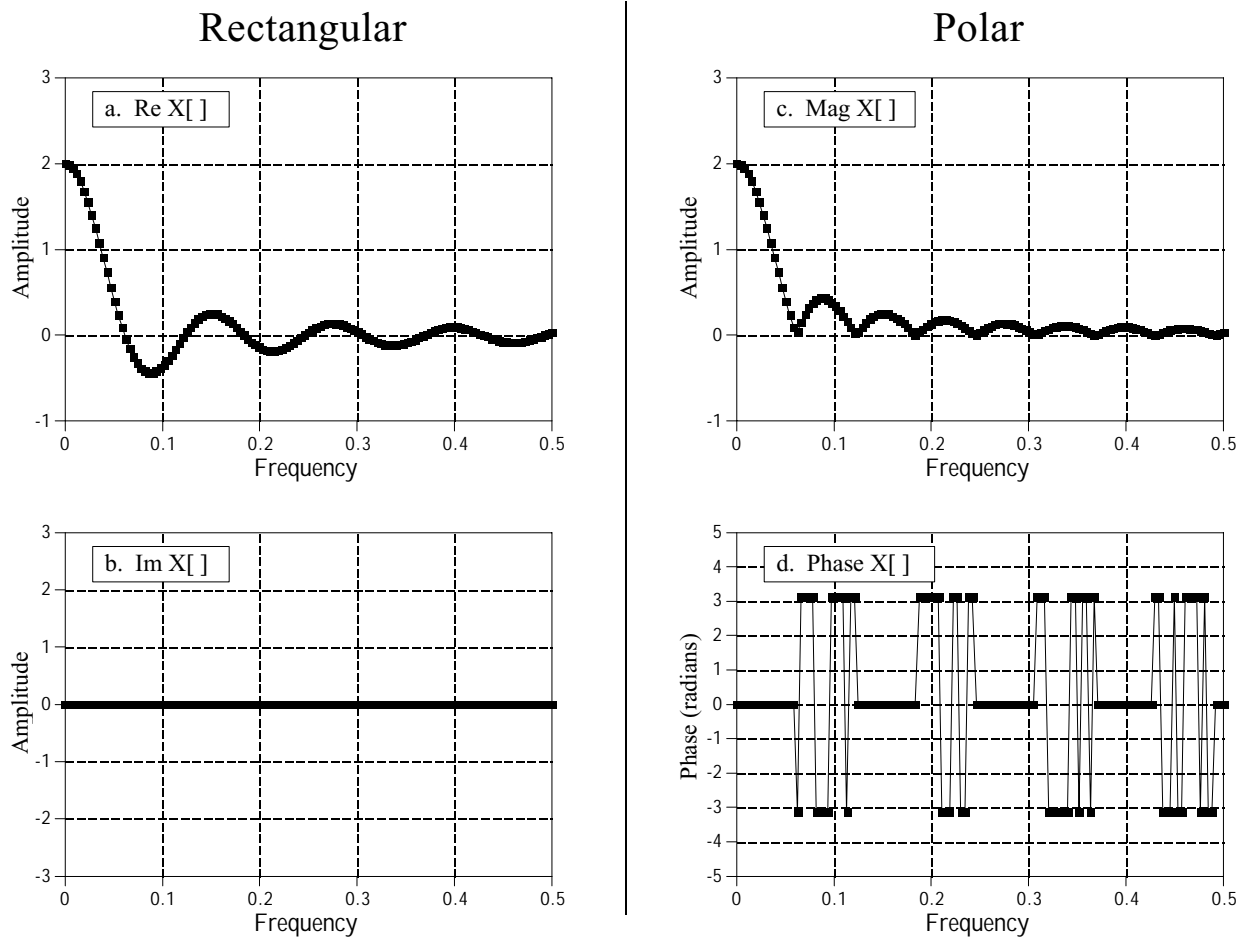 Rectangular
Polar
a. Re X[ ]
Amplitude
3
2
1
0
-1
0 0.1 0.2 0.3 0.4 0.5
Frequency
c. Mag X[ ]
Amplitude
3
2
1
0
-1
0 0.1 0.2 0.3 0.4 0.5
Frequency
b. Im X[ ]
Amplitude
3
2
1
0
-1
-2
-3
0 0.1 0.2 0.3 0.4 0.5
Frequency
d. Phase X[ ]
Phase (radians)
5
4
3
2
1
0
-1
-2
-3
-4
-5
0 0.1 0.2 0.3 0.4 0.5
Frequency